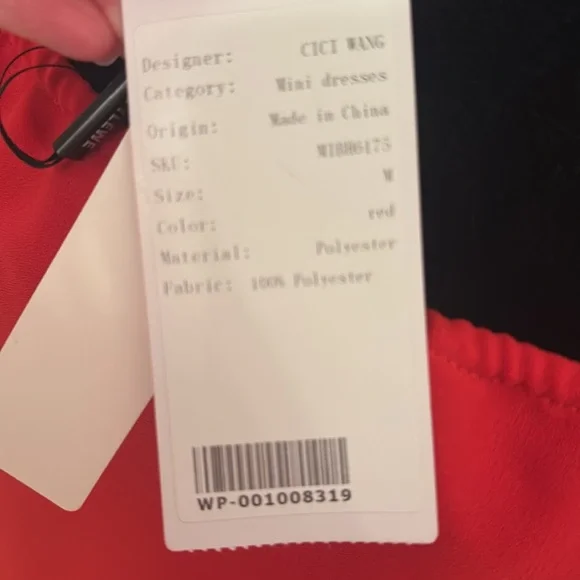 Designer: CICI WANG
Category: Mini dresses
Origin: Made in China
SKU:
Size: M
Color: red
Material: Polyester
Fabric: 100% Polyester
WP-001008319